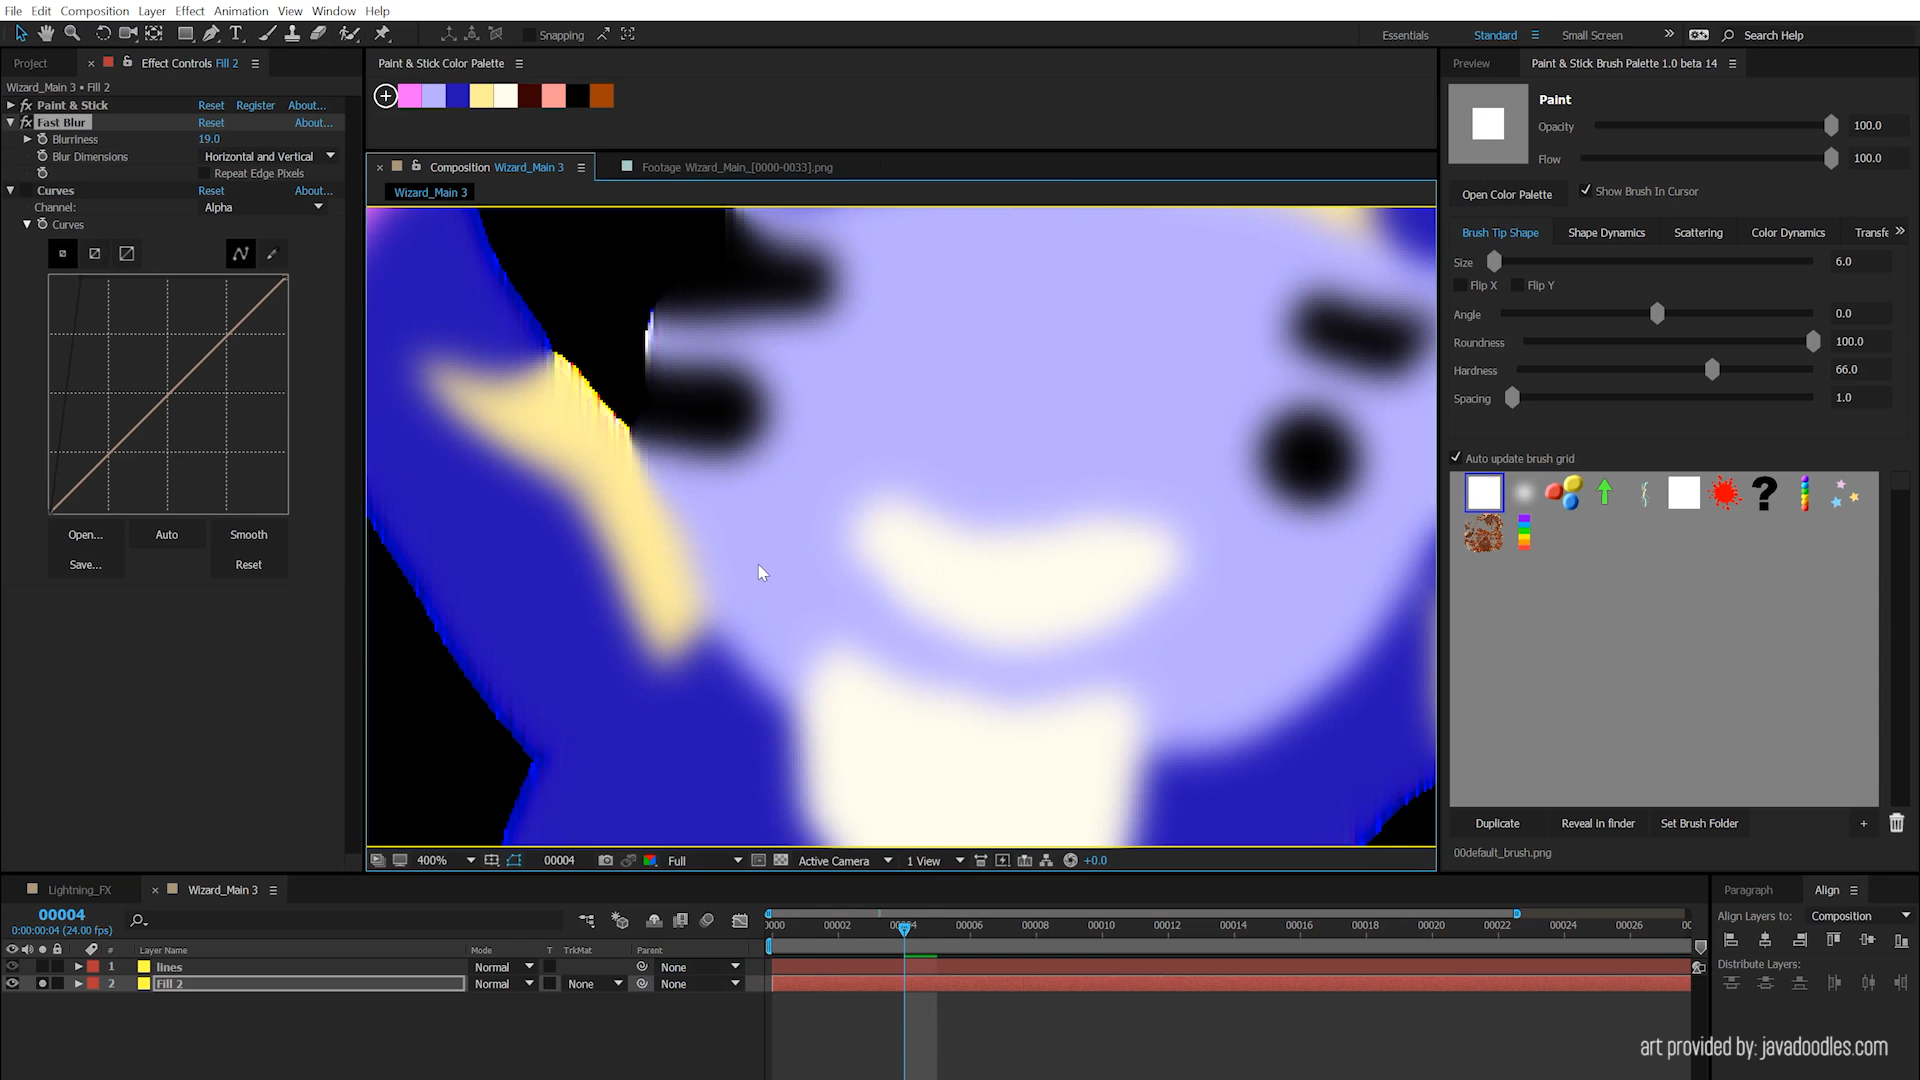 File Edit Composition Layer Effect Animation View Window Help
Snapping Essentials Standard Small Screen » Search Help
Project × Effect Controls Fill 2
Wizard_Main 3 • Fill 2
fx Paint & Stick Reset Register About...
fx Fast Blur Reset About...
Blurriness 19.0
Blur Dimensions Horizontal and Vertical
Repeat Edge Pixels
Curves Reset About...
Channel: Alpha
Curves
Open... Auto Smooth
Save... Reset
Paint & Stick Color Palette
× Composition Wizard_Main 3 Footage Wizard_Main_[0000-0033].png
Wizard_Main 3
400% 00004 Full Active Camera 1 View +0.0
Preview Paint & Stick Brush Palette 1.0 beta 14
Paint
Opacity 100.0
Flow 100.0
Open Color Palette Show Brush In Cursor
Brush Tip Shape Shape Dynamics Scattering Color Dynamics Transfe »
Size 6.0
Flip X Flip Y
Angle 0.0
Roundness 100.0
Hardness 66.0
Spacing 1.0
Auto update brush grid
?
Duplicate Reveal in finder Set Brush Folder +
00default_brush.png
Lightning_FX × Wizard_Main 3
00004
0:00:00:04 (24.00 fps)
0000 00002 00004 00006 00008 00010 00012 00014 00016 00018 00020 00022 00024 00026
# Layer Name Mode T TrkMat Parent
1 lines Normal None
2 Fill 2 Normal None None
Paragraph Align
Align Layers to: Composition
Distribute Layers:
art provided by: javadoodles.com